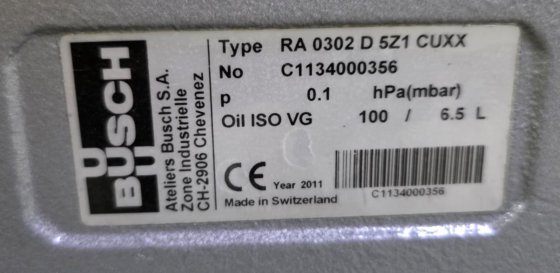 Type RA 0302 D 5Z1 CUXX
No C1134000356
p 0.1 hPa(mbar)
Oil ISO VG 100 / 6.5 L
CE Year 2011
Made in Switzerland
C1134000356
BUSCH
Ateliers Busch S.A.
Zone Industrielle
CH-2906 Chevenez